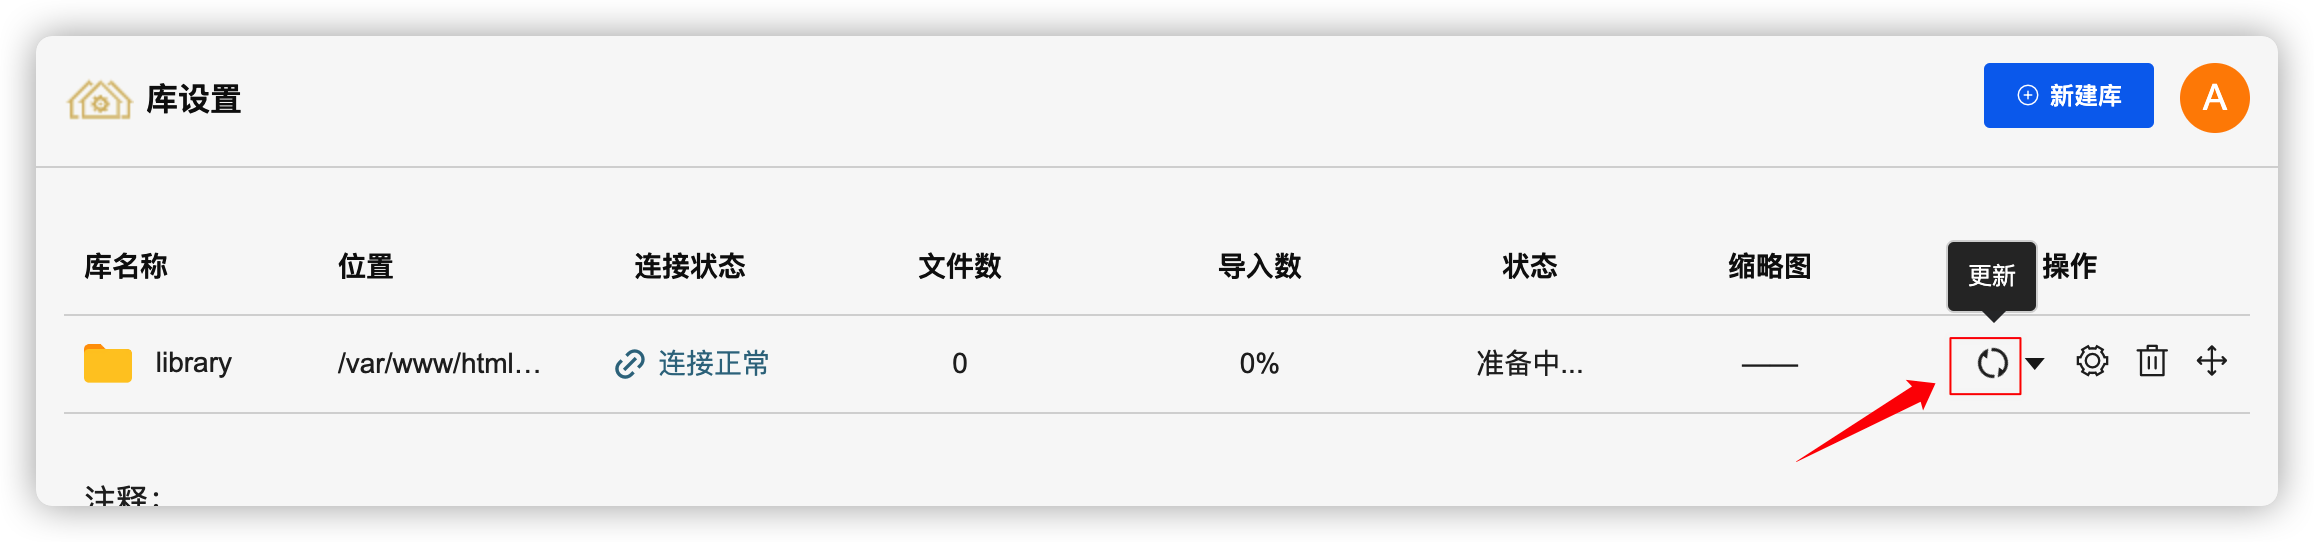 库设置
新建库
A
库名称 位置 连接状态 文件数 导入数 状态 缩略图 操作
更新
library /var/www/html... 连接正常 0 0% 准备中...
注释：